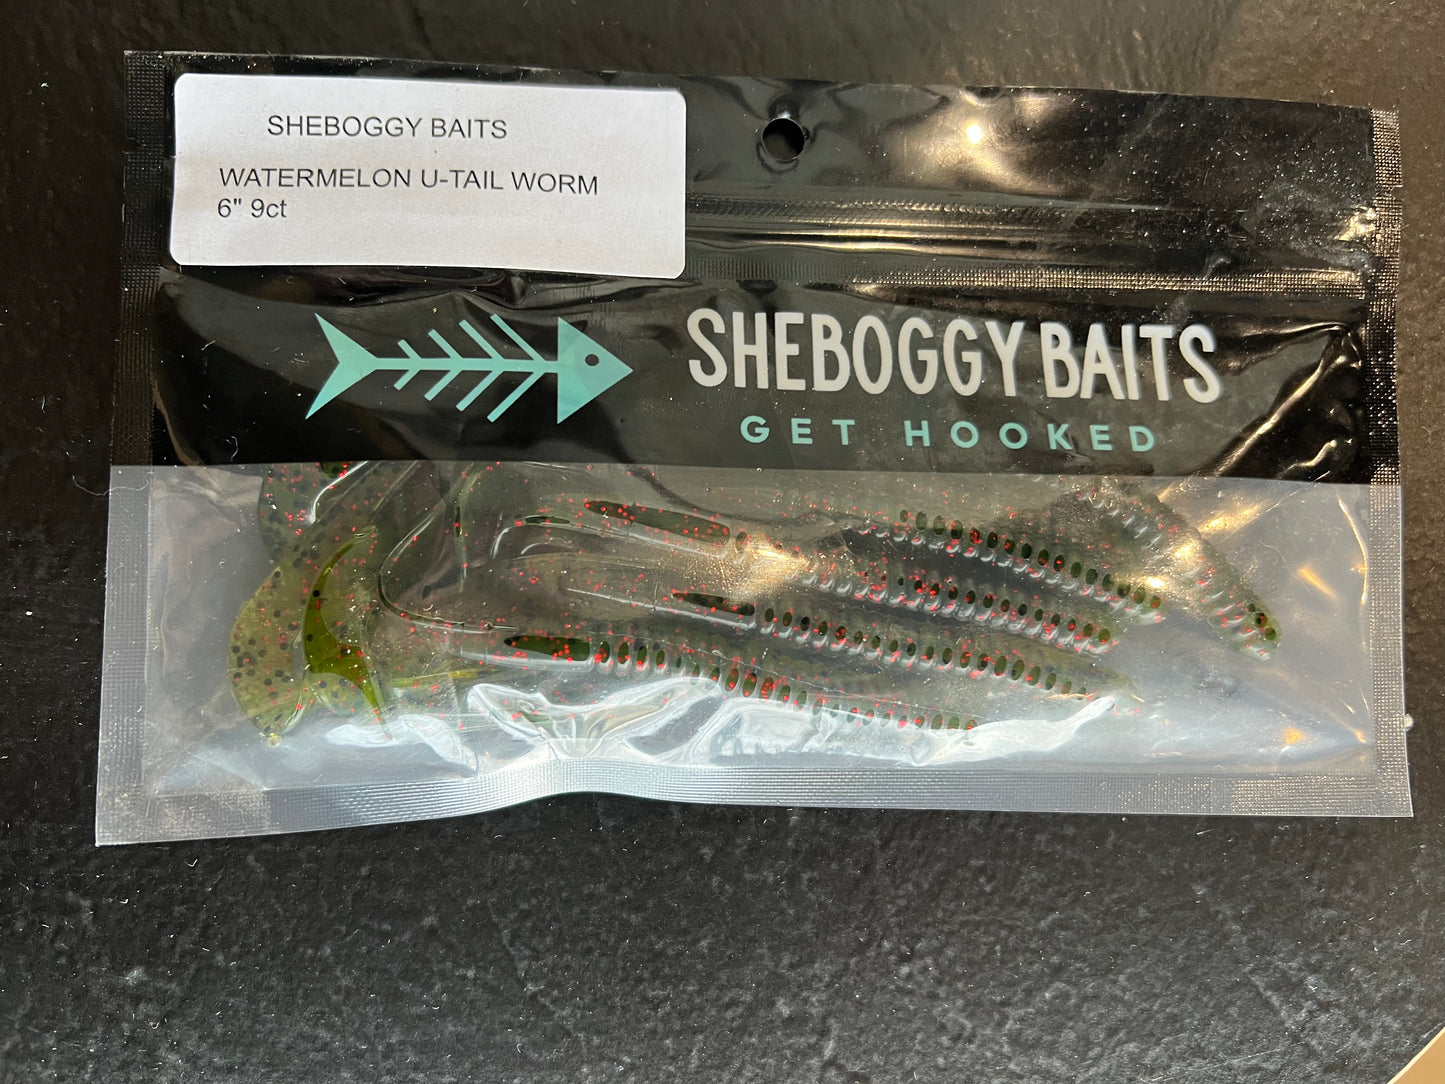 SHEBOGGY BAITS
WATERMELON U-TAIL WORM
6" 9ct
SHEBOGGY BAITS
GET HOOKED